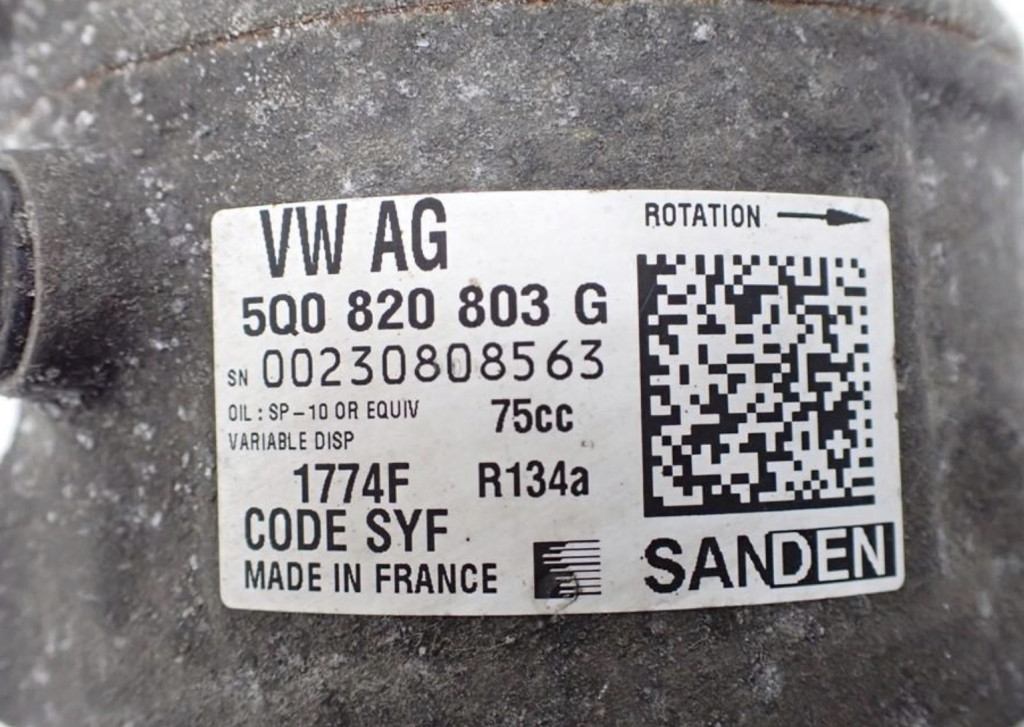 VW AG
ROTATION
5Q0 820 803 G
SN 00230808563
OIL : SP-10 OR EQUIV 75cc
VARIABLE DISP
1774F R134a
CODE SYF
MADE IN FRANCE
SANDEN